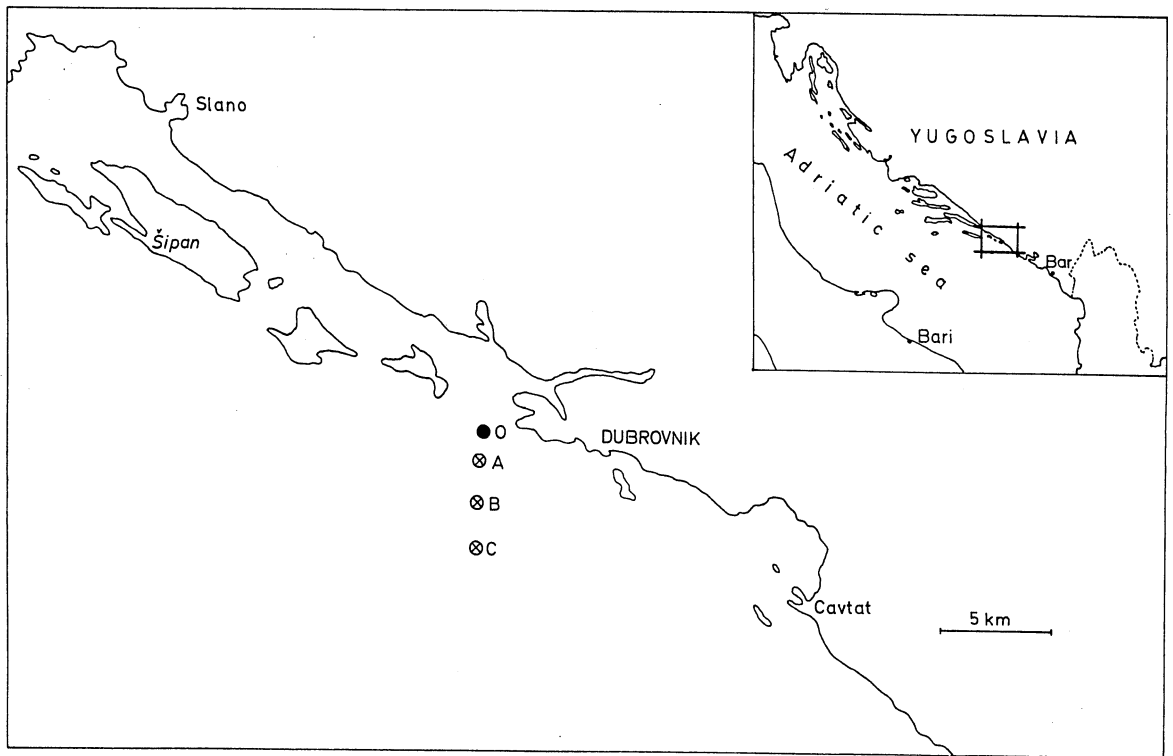 Slano
Šipan
O
A
B
C
DUBROVNIK
Cavtat
5 km
YUGOSLAVIA
Adriatic sea
Bar
Bari